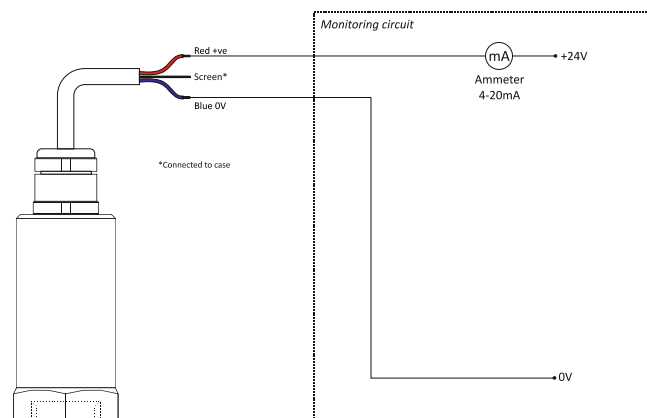 Monitoring circuit
Red +ve
mA
+24V
Screen*
Ammeter
4-20mA
Blue 0V
*Connected to case
0V